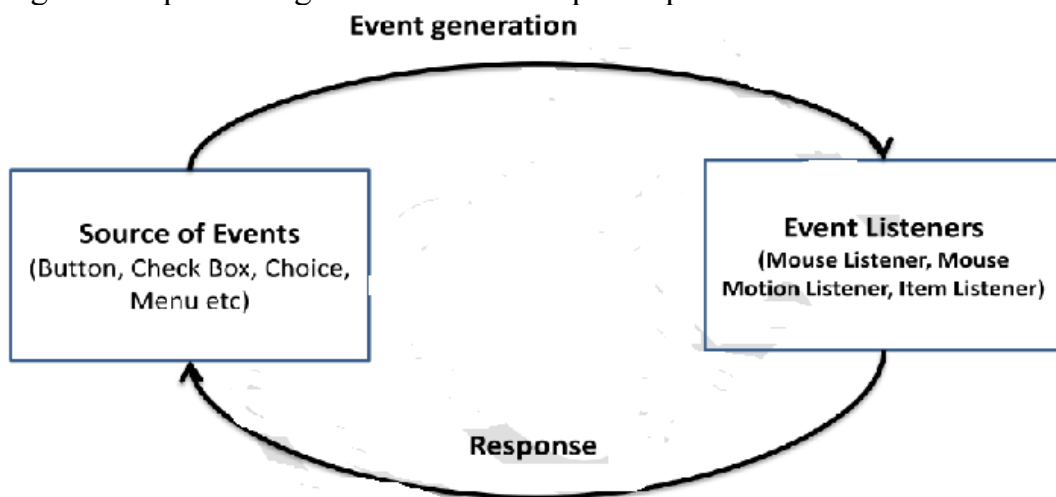 Event generation
Source of Events
(Button, Check Box, Choice,
Menu etc)
Event Listeners
(Mouse Listener, Mouse
Motion Listener, Item Listener)
Response